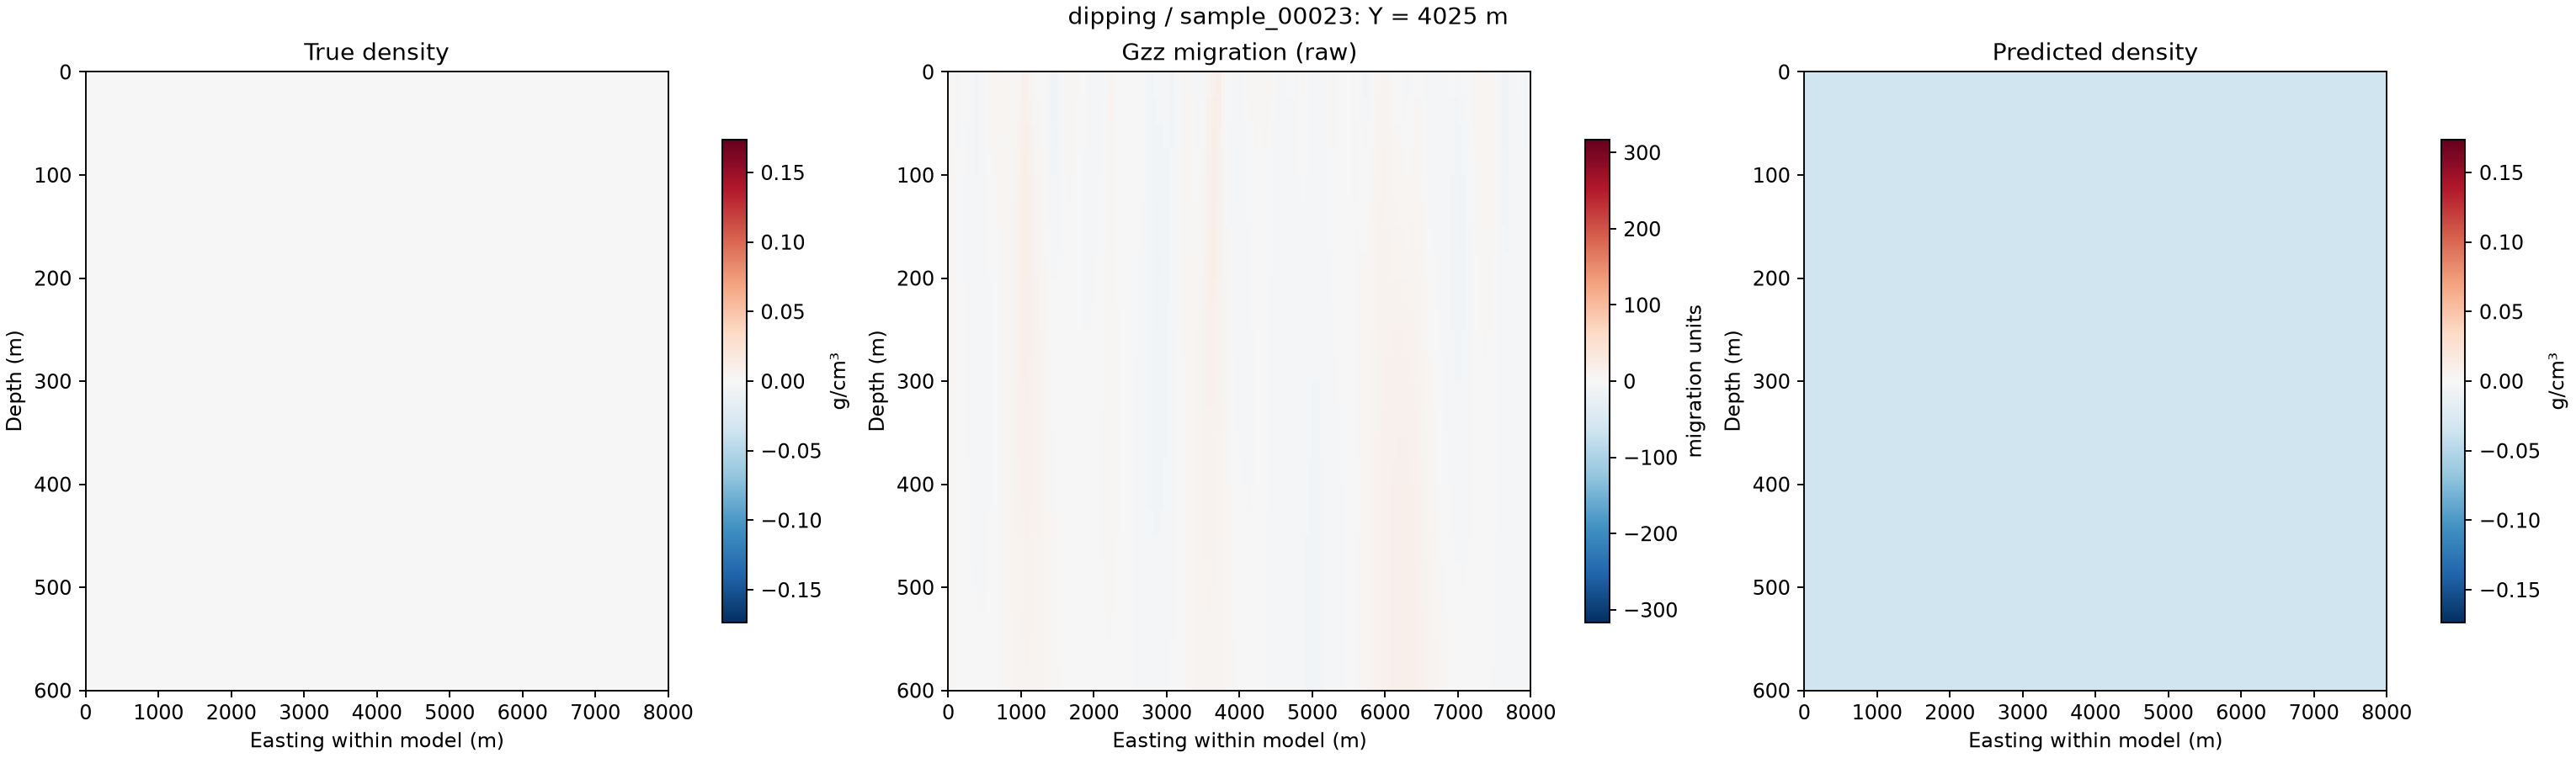 dipping / sample_00023: Y = 4025 m
True density
0
100
200
300
400
500
600
Depth (m)
0 1000 2000 3000 4000 5000 6000 7000 8000
Easting within model (m)
0.15
0.10
0.05
0.00
−0.05
−0.10
−0.15
g/cm³
Gzz migration (raw)
0
100
200
300
400
500
600
Depth (m)
0 1000 2000 3000 4000 5000 6000 7000 8000
Easting within model (m)
300
200
100
0
−100
−200
−300
migration units
Predicted density
0
100
200
300
400
500
600
Depth (m)
0 1000 2000 3000 4000 5000 6000 7000 8000
Easting within model (m)
0.15
0.10
0.05
0.00
−0.05
−0.10
−0.15
g/cm³